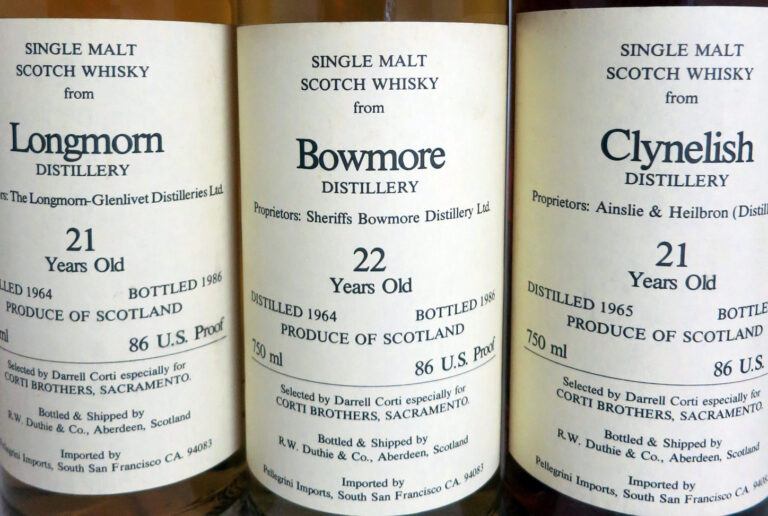 SINGLE MALT
SCOTCH WHISKY
from
Longmorn
DISTILLERY
The Longmorn-Glenlivet Distilleries Ltd.
21
Years Old
1964 BOTTLED 1986
PRODUCE OF SCOTLAND
86 U.S. Proof
Selected by Darrell Corti especially for
CORTI BROTHERS, SACRAMENTO.
Bottled & Shipped by
R.W. Duthie & Co., Aberdeen, Scotland
Imported by
Imports, South San Francisco CA. 94083
SINGLE MALT
SCOTCH WHISKY
from
Bowmore
DISTILLERY
Proprietors: Sheriffs Bowmore Distillery Ltd.
22
Years Old
DISTILLED 1964 BOTTLED 1986
PRODUCE OF SCOTLAND
750 ml 86 U.S. Proof
Selected by Darrell Corti especially for
CORTI BROTHERS, SACRAMENTO.
Bottled & Shipped by
R.W. Duthie & Co., Aberdeen, Scotland
Imported by
Pellegrini Imports, South San Francisco CA. 94083
SINGLE MALT
SCOTCH WHISKY
from
Clynelish
DISTILLERY
Proprietors: Ainslie & Heilbron
21
Years Old
DISTILLED 1965
PRODUCE OF SCOTLAND
750 ml 86 U.S.
Selected by Darrell Corti especially for
CORTI BROTHERS, SACRAMENTO.
Bottled & Shipped by
R.W. Duthie & Co., Aberdeen, Scotland
Imported by
Pellegrini Imports, South San Francisco CA.